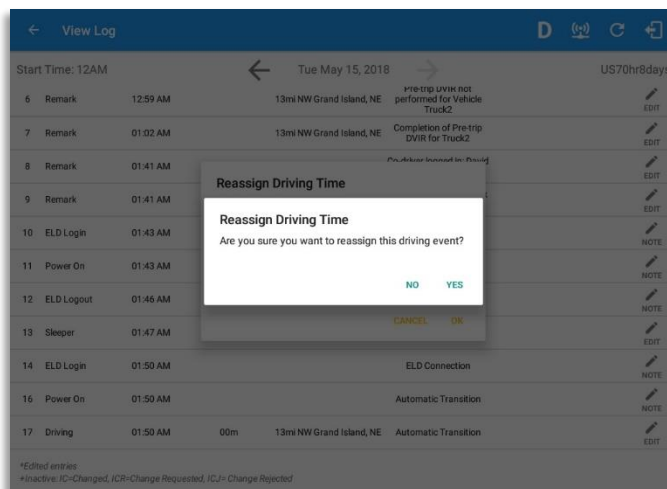 View Log
D
Start Time: 12AM
Tue May 15, 2018
US70hr8days
6 Remark 12:59 AM 13mi NW Grand Island, NE Pre-trip DVIR not
performed for Vehicle
Truck2
EDIT
7 Remark 01:02 AM 13mi NW Grand Island, NE Completion of Pre-trip
DVIR for Truck2
EDIT
8 Remark 01:41 AM Co-driver logged in: David
EDIT
Reassign Driving Time
9 Remark 01:41 AM
EDIT
Reassign Driving Time
Are you sure you want to reassign this driving event?
NO YES
10 ELD Login 01:43 AM
NOTE
11 Power On 01:43 AM
NOTE
12 ELD Logout 01:46 AM
NOTE
CANCEL OK
13 Sleeper 01:47 AM
EDIT
14 ELD Login 01:50 AM ELD Connection
NOTE
16 Power On 01:50 AM Automatic Transition
NOTE
17 Driving 01:50 AM 00m 13mi NW Grand Island, NE Automatic Transition
EDIT
*Edited entries
+Inactive: IC=Changed, ICR=Change Requested, ICJ= Change Rejected